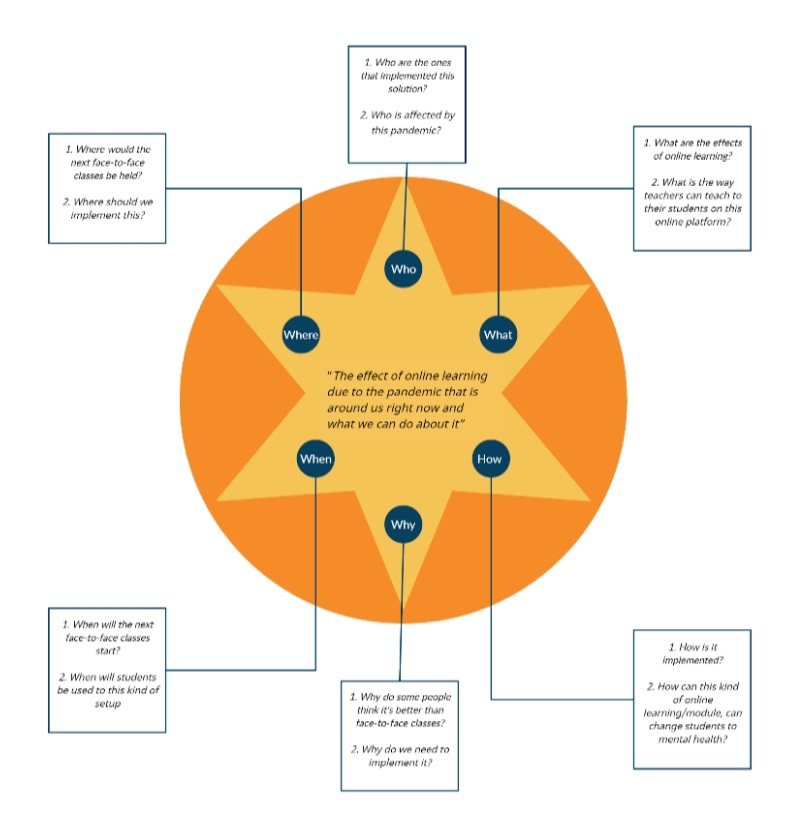 1. Who are the ones
that implemented this
solution?
2. Who is affected by
this pandemic?
1. Where would the
next face-to-face
classes be held?
2. Where should we
implement this?
1. What are the effects
of online learning?
2. What is the way
teachers can teach to
their students on this
online platform?
Who
Where
What
"The effect of online learning
due to the pandemic that is
around us right now and
what we can do about it"
When
How
Why
1. When will the next
face-to-face classes
start?
2. When will students
be used to this kind of
setup
1. Why do some people
think it's better than
face-to-face classes?
2. Why do we need to
implement it?
1. How is it
implemented?
2. How can this kind
of online
learning/module, can
change students to
mental health?